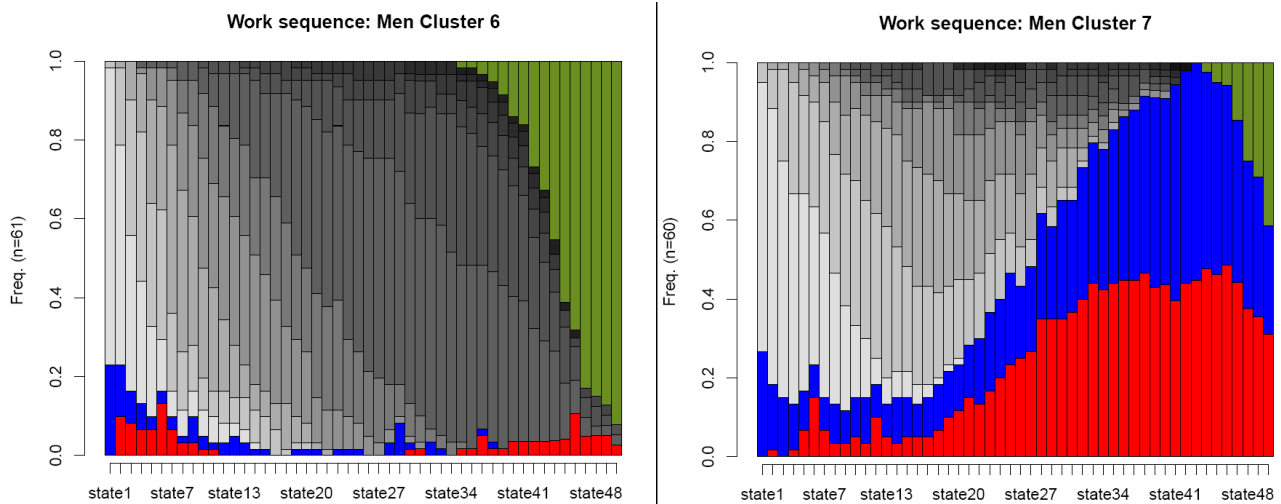 Work sequence: Men Cluster 6
Freq. (n=61)
0.0 0.2 0.4 0.6 0.8 1.0
state1 state7 state13 state20 state27 state34 state41 state48
Work sequence: Men Cluster 7
Freq. (n=60)
0.0 0.2 0.4 0.6 0.8 1.0
state1 state7 state13 state20 state27 state34 state41 state48